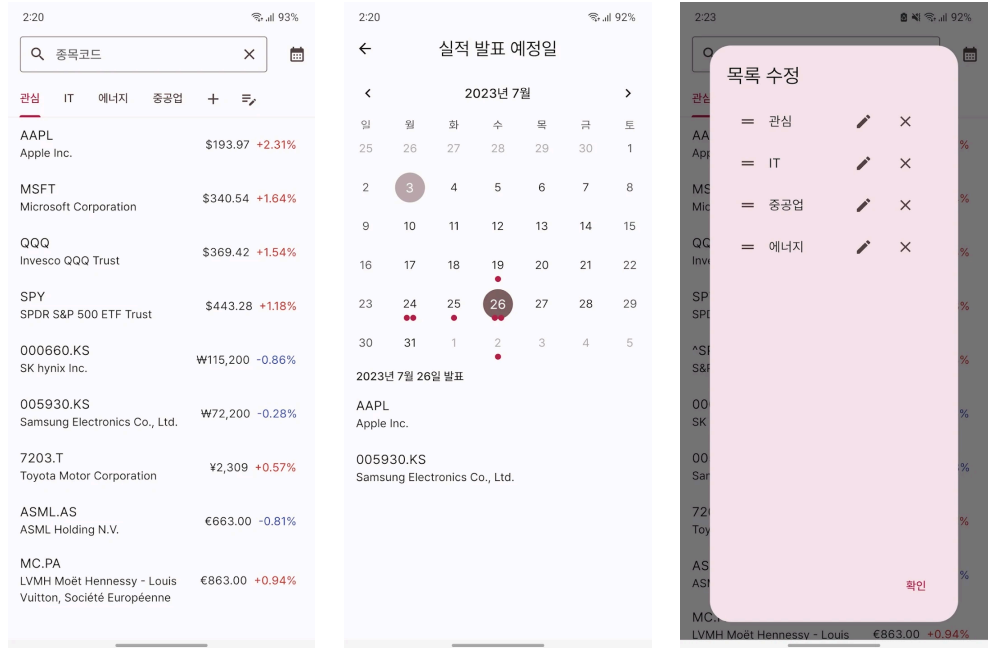 2:20
93%
종목코드
관심 IT 에너지 중공업
AAPL
Apple Inc.
$193.97 +2.31%
MSFT
Microsoft Corporation
$340.54 +1.64%
QQQ
Invesco QQQ Trust
$369.42 +1.54%
SPY
SPDR S&P 500 ETF Trust
$443.28 +1.18%
000660.KS
SK hynix Inc.
₩115,200 -0.86%
005930.KS
Samsung Electronics Co., Ltd.
₩72,200 -0.28%
7203.T
Toyota Motor Corporation
¥2,309 +0.57%
ASML.AS
ASML Holding N.V.
€663.00 -0.81%
MC.PA
LVMH Moët Hennessy - Louis
Vuitton, Société Européenne
€863.00 +0.94%
2:20
92%
실적 발표 예정일
2023년 7월
일 월 화 수 목 금 토
25 26 27 28 29 30 1
2 3 4 5 6 7 8
9 10 11 12 13 14 15
16 17 18 19 20 21 22
23 24 25 26 27 28 29
30 31 1 2 3 4 5
2023년 7월 26일 발표
AAPL
Apple Inc.
005930.KS
Samsung Electronics Co., Ltd.
2:23
92%
목록 수정
관심
IT
중공업
에너지
확인
LVMH Moët Hennessy - Louis
€863.00 +0.94%